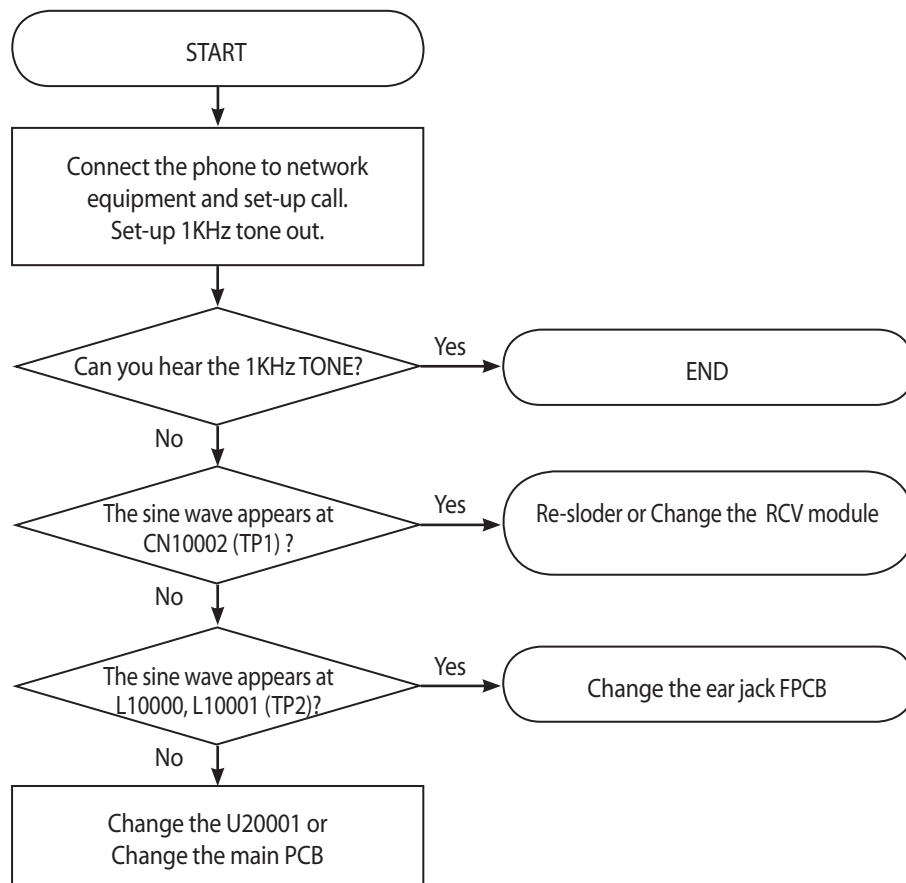 START
Connect the phone to network
equipment and set-up call.
Set-up 1KHz tone out.
Can you hear the 1KHz TONE?
Yes
END
No
The sine wave appears at
CN10002 (TP1) ?
Yes
Re-sloder or Change the RCV module
No
The sine wave appears at
L10000, L10001 (TP2)?
Yes
Change the ear jack FPCB
No
Change the U20001 or
Change the main PCB